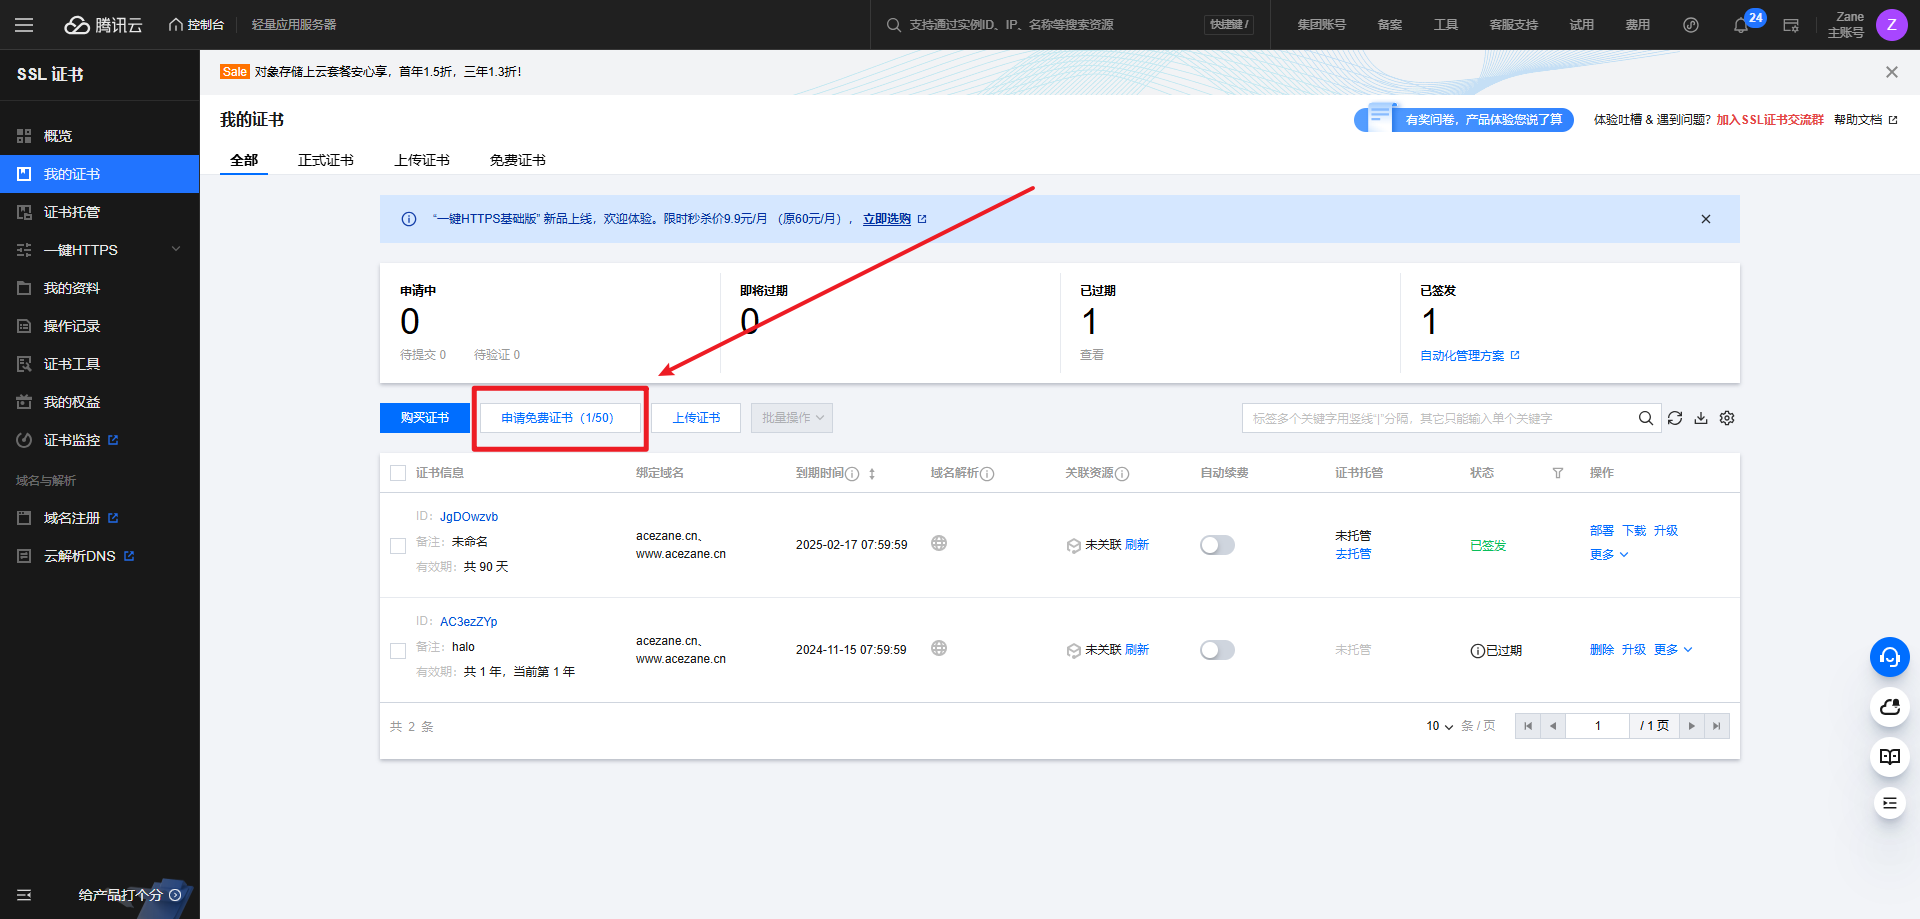 腾讯云 控制台 轻量应用服务器 支持通过实例ID、IP、名称等搜索资源 快捷键 / 集团账号 备案 工具 客服支持 试用 费用 24 Zane 主账号 Z
SSL 证书
概览
我的证书
证书托管
一键HTTPS
我的资料
操作记录
证书工具
我的权益
证书监控
域名与解析
域名注册
云解析DNS
给产品打个分
Sale 对象存储上云套餐安心享，首年1.5折，三年1.3折！
我的证书
有奖问卷，产品体验您说了算 体验吐槽 & 遇到问题？加入SSL证书交流群 帮助文档
全部 正式证书 上传证书 免费证书
“一键HTTPS基础版” 新品上线，欢迎体验。限时秒杀价9.9元/月 （原60元/月），立即选购
申请中 即将过期 已过期 已签发
0 0 1 1
待提交 0 待验证 0 查看 自动化管理方案
购买证书 申请免费证书（1/50） 上传证书 批量操作 标签多个关键字用竖线“|”分隔，其它只能输入单个关键字
证书信息 绑定域名 到期时间 域名解析 关联资源 自动续费 证书托管 状态 操作
ID： JgDOwzvb
备注： 未命名
有效期： 共 90 天
acezane.cn、
www.acezane.cn
2025-02-17 07:59:59
未关联 刷新
未托管
去托管
已签发
部署 下载 升级
更多
ID： AC3ezZYp
备注： halo
有效期： 共 1 年，当前第 1 年
acezane.cn、
www.acezane.cn
2024-11-15 07:59:59
未关联 刷新
未托管
已过期
删除 升级 更多
共 2 条 10 条 / 页 1 / 1 页